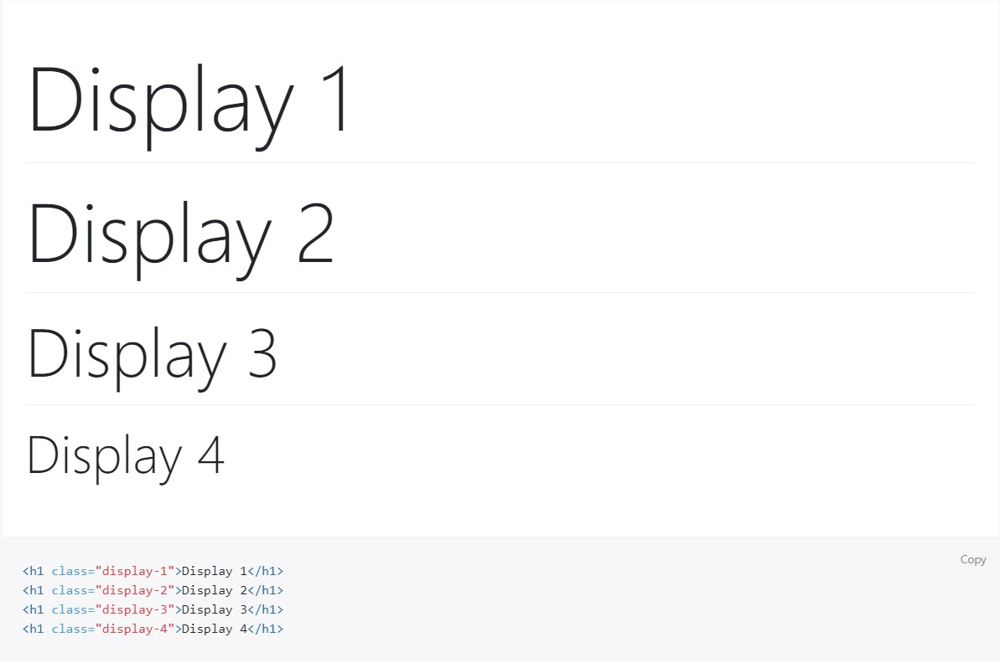 Display 1
Display 2
Display 3
Display 4
Copy
<h1 class="display-1">Display 1</h1>
<h1 class="display-2">Display 2</h1>
<h1 class="display-3">Display 3</h1>
<h1 class="display-4">Display 4</h1>